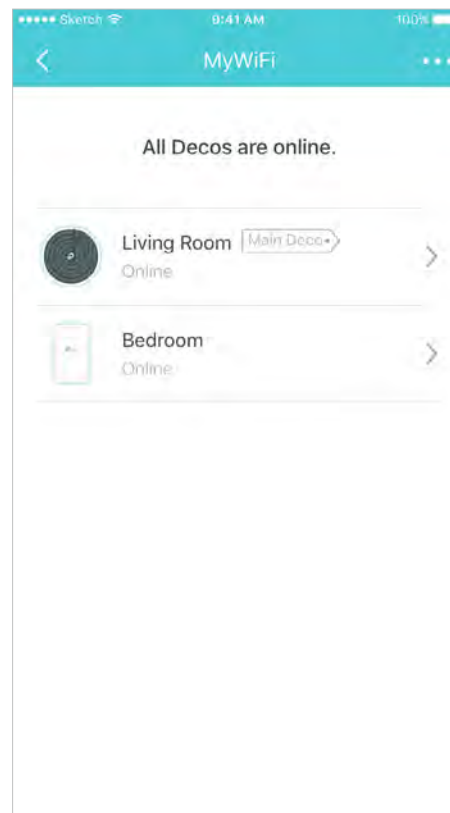 Sketch 9:41 AM 100%
MyWiFi
All Decos are online.
Living Room Main Deco
Online
Bedroom
Online